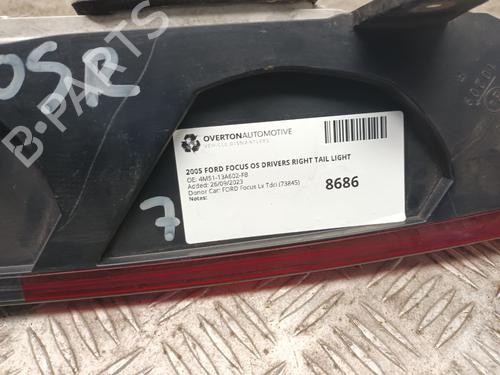 OSR
B-PARTS
OVERTONAUTOMOTIVE
VEHICLE DISMANTLERS
2005 FORD FOCUS OS DRIVERS RIGHT TAIL LIGHT
OE: 4M51-13A602-FB
Added: 26/09/2023
Donor Car: FORD Focus Lx Tdci (73845)
Notes:
8686
7